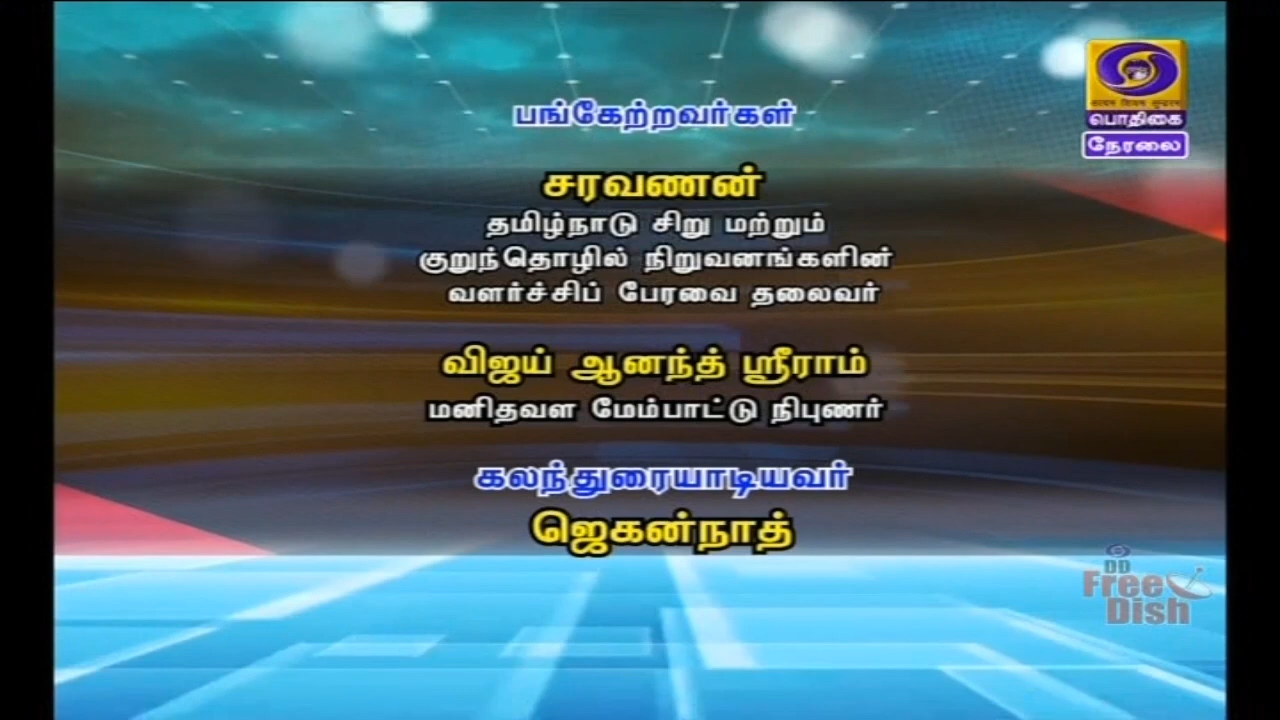 பங்கேற்றவர்கள்
பொதிகை
நேரலை
சரவணன்
தமிழ்நாடு சிறு மற்றும்
குறுந்தொழில் நிறுவனங்களின்
வளர்ச்சிப் பேரவை தலைவர்
விஜய் ஆனந்த் ஸ்ரீராம்
மனிதவள மேம்பாட்டு நிபுணர்
கலந்துரையாடியவர்
ஜெகன்நாத்
DD
Free
Dish